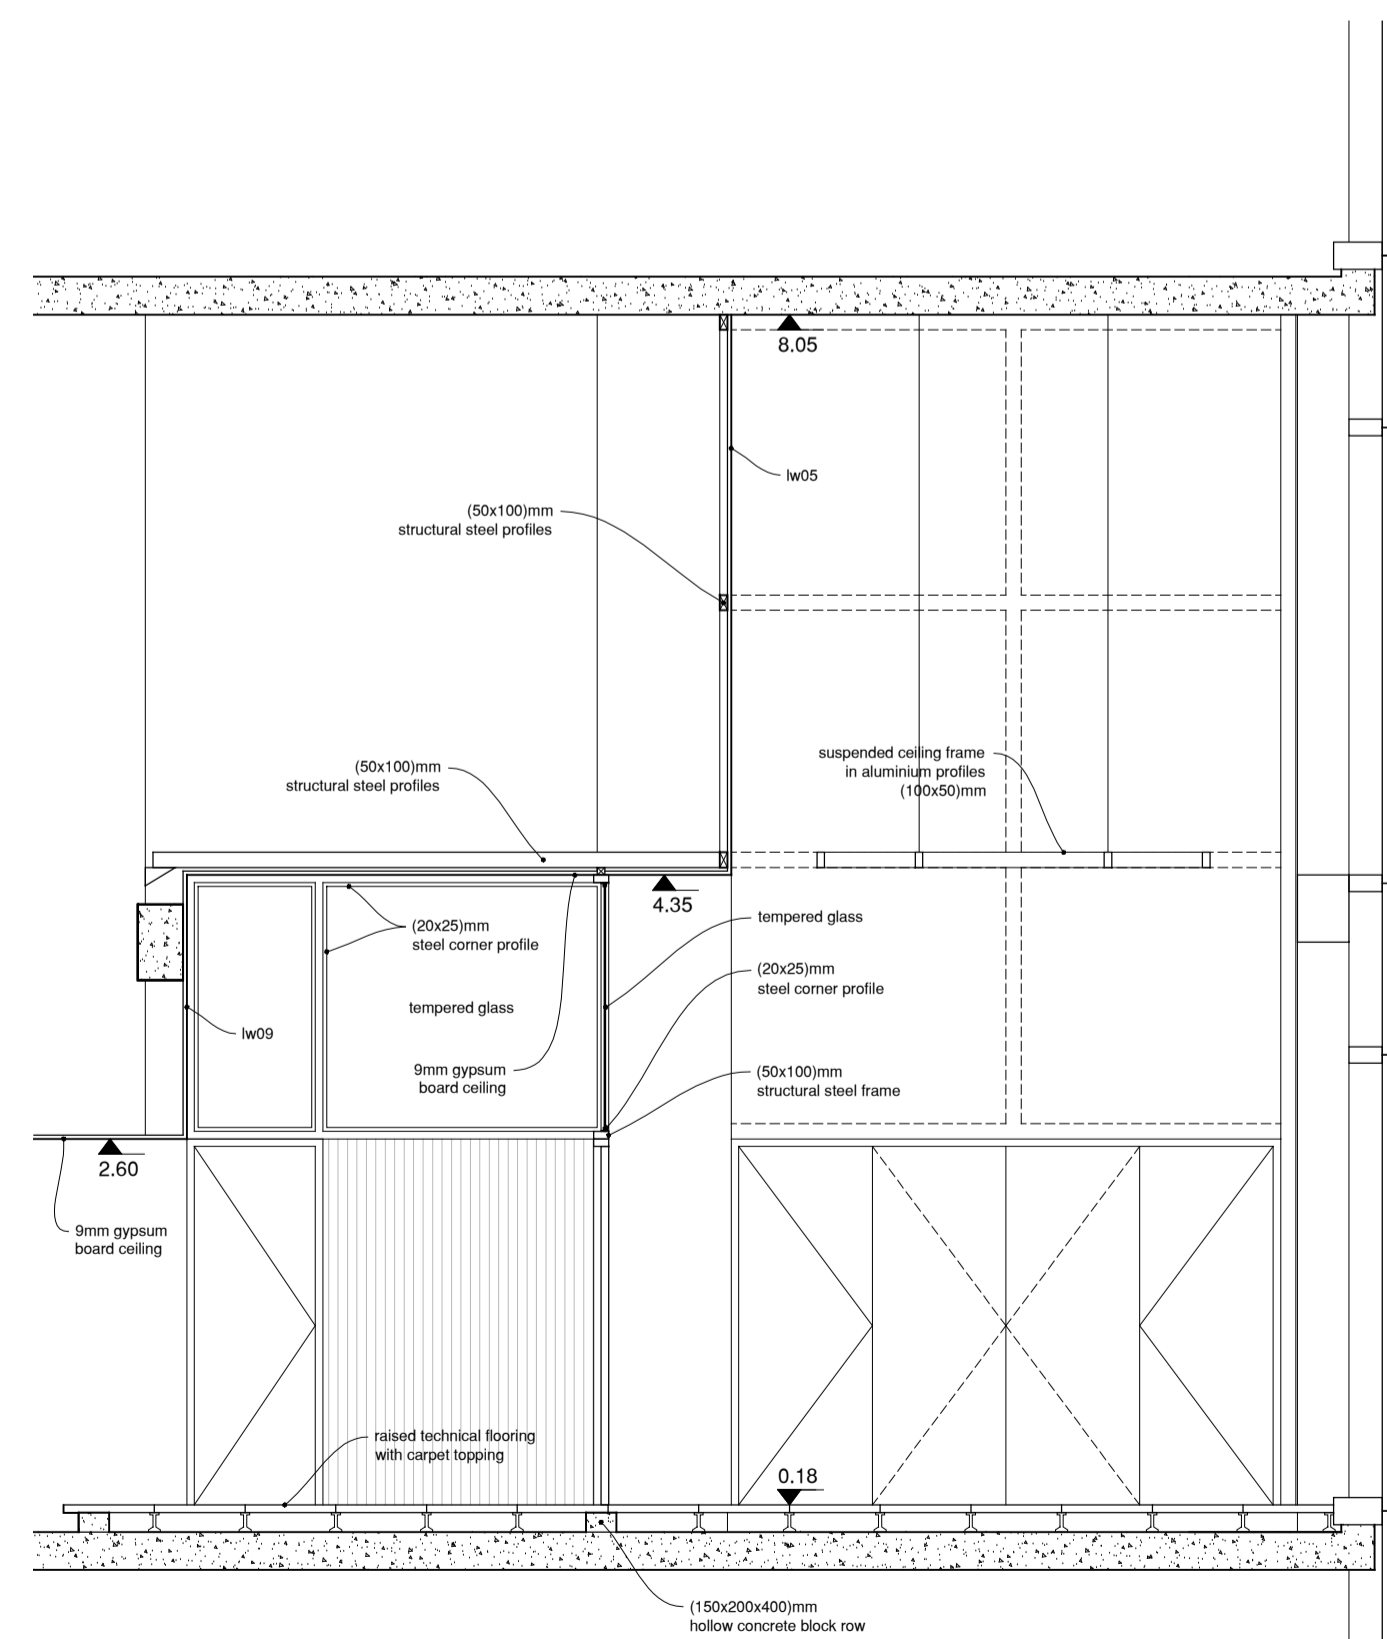 8.05
lw05
(50x100)mm
structural steel profiles
suspended ceiling frame
in aluminium profiles
(100x50)mm
(50x100)mm
structural steel profiles
4.35
tempered glass
(20x25)mm
steel corner profile
(20x25)mm
steel corner profile
tempered glass
lw09
9mm gypsum
board ceiling
(50x100)mm
structural steel frame
2.60
9mm gypsum
board ceiling
raised technical flooring
with carpet topping
0.18
(150x200x400)mm
hollow concrete block row